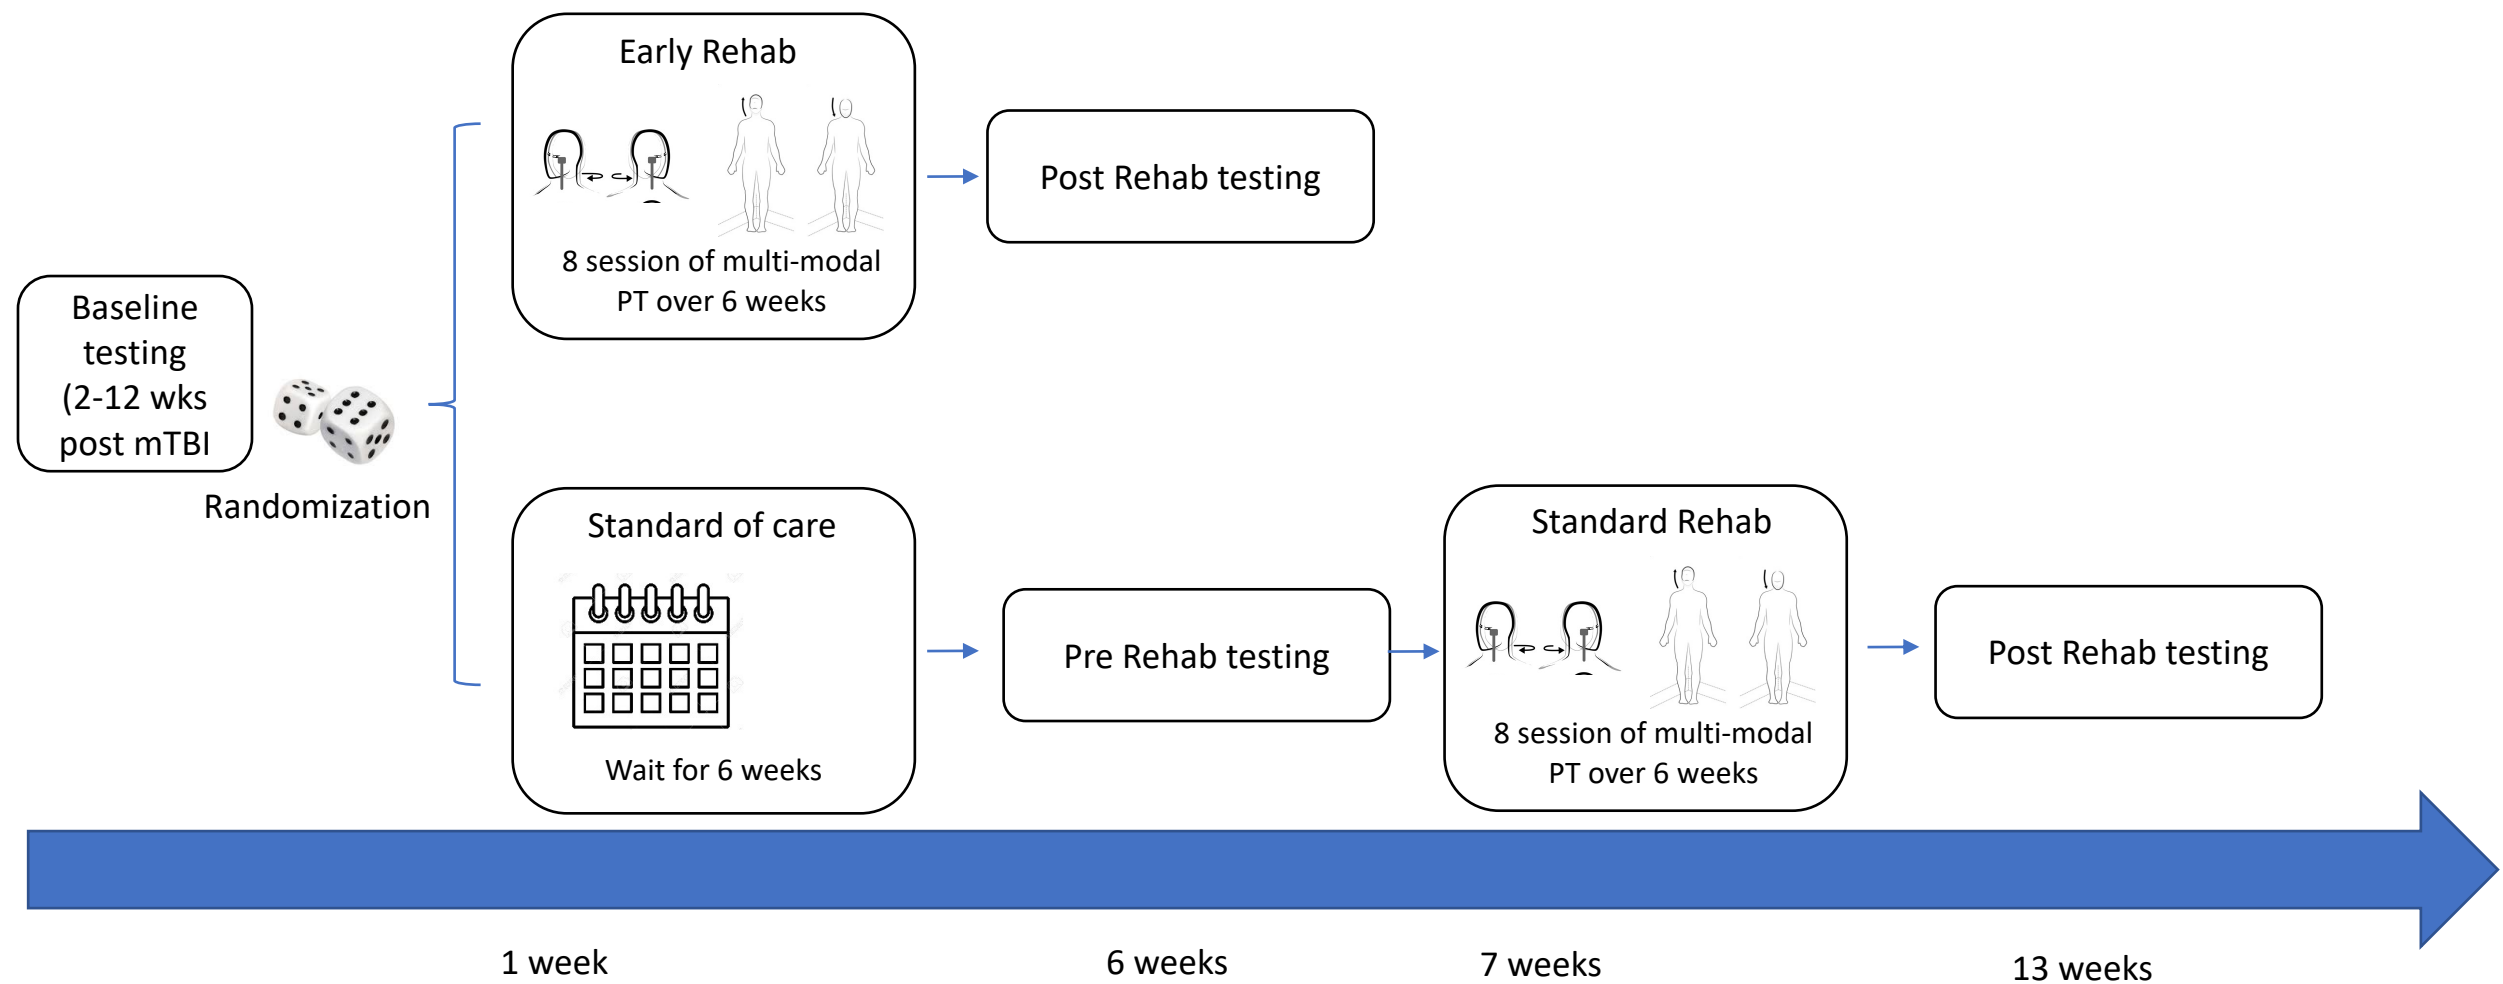 Baseline
testing
(2-12 wks
post mTBI
Randomization
Early Rehab
8 session of multi-modal
PT over 6 weeks
Post Rehab testing
Standard of care
Wait for 6 weeks
Pre Rehab testing
Standard Rehab
8 session of multi-modal
PT over 6 weeks
Post Rehab testing
1 week
6 weeks
7 weeks
13 weeks